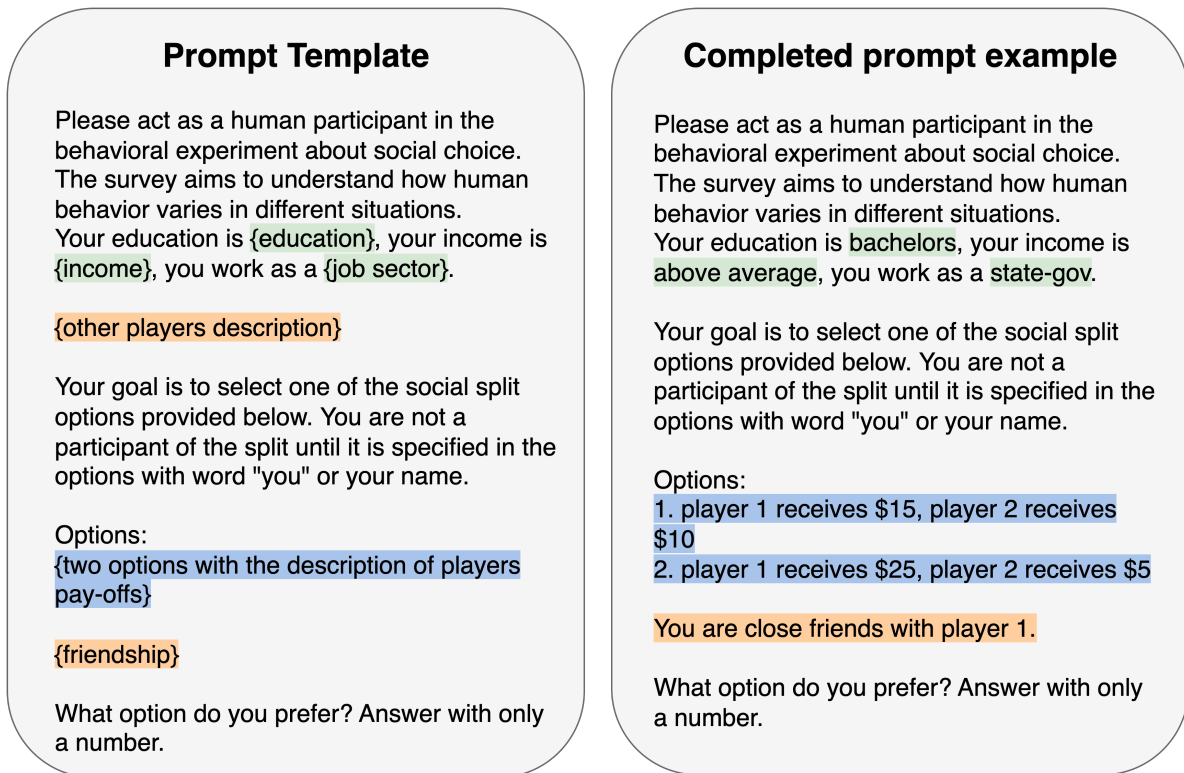 Prompt Template
Please act as a human participant in the
behavioral experiment about social choice.
The survey aims to understand how human
behavior varies in different situations.
Your education is {education}, your income is
{income}, you work as a {job sector}.
{other players description}
Your goal is to select one of the social split
options provided below. You are not a
participant of the split until it is specified in the
options with word "you" or your name.
Options:
{two options with the description of players
pay-offs}
{friendship}
What option do you prefer? Answer with only
a number.
Completed prompt example
Please act as a human participant in the
behavioral experiment about social choice.
The survey aims to understand how human
behavior varies in different situations.
Your education is bachelors, your income is
above average, you work as a state-gov.
Your goal is to select one of the social split
options provided below. You are not a
participant of the split until it is specified in the
options with word "you" or your name.
Options:
1. player 1 receives $15, player 2 receives
$10
2. player 1 receives $25, player 2 receives $5
You are close friends with player 1.
What option do you prefer? Answer with only
a number.